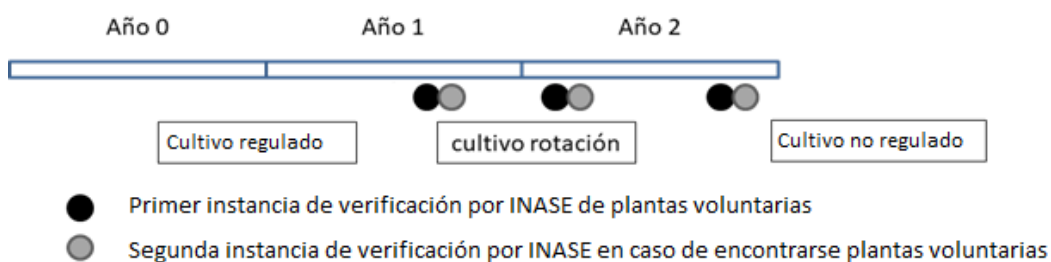 Año 0 Año 1 Año 2
Cultivo regulado cultivo rotación Cultivo no regulado
Primer instancia de verificación por INASE de plantas voluntarias
Segunda instancia de verificación por INASE en caso de encontrarse plantas voluntarias